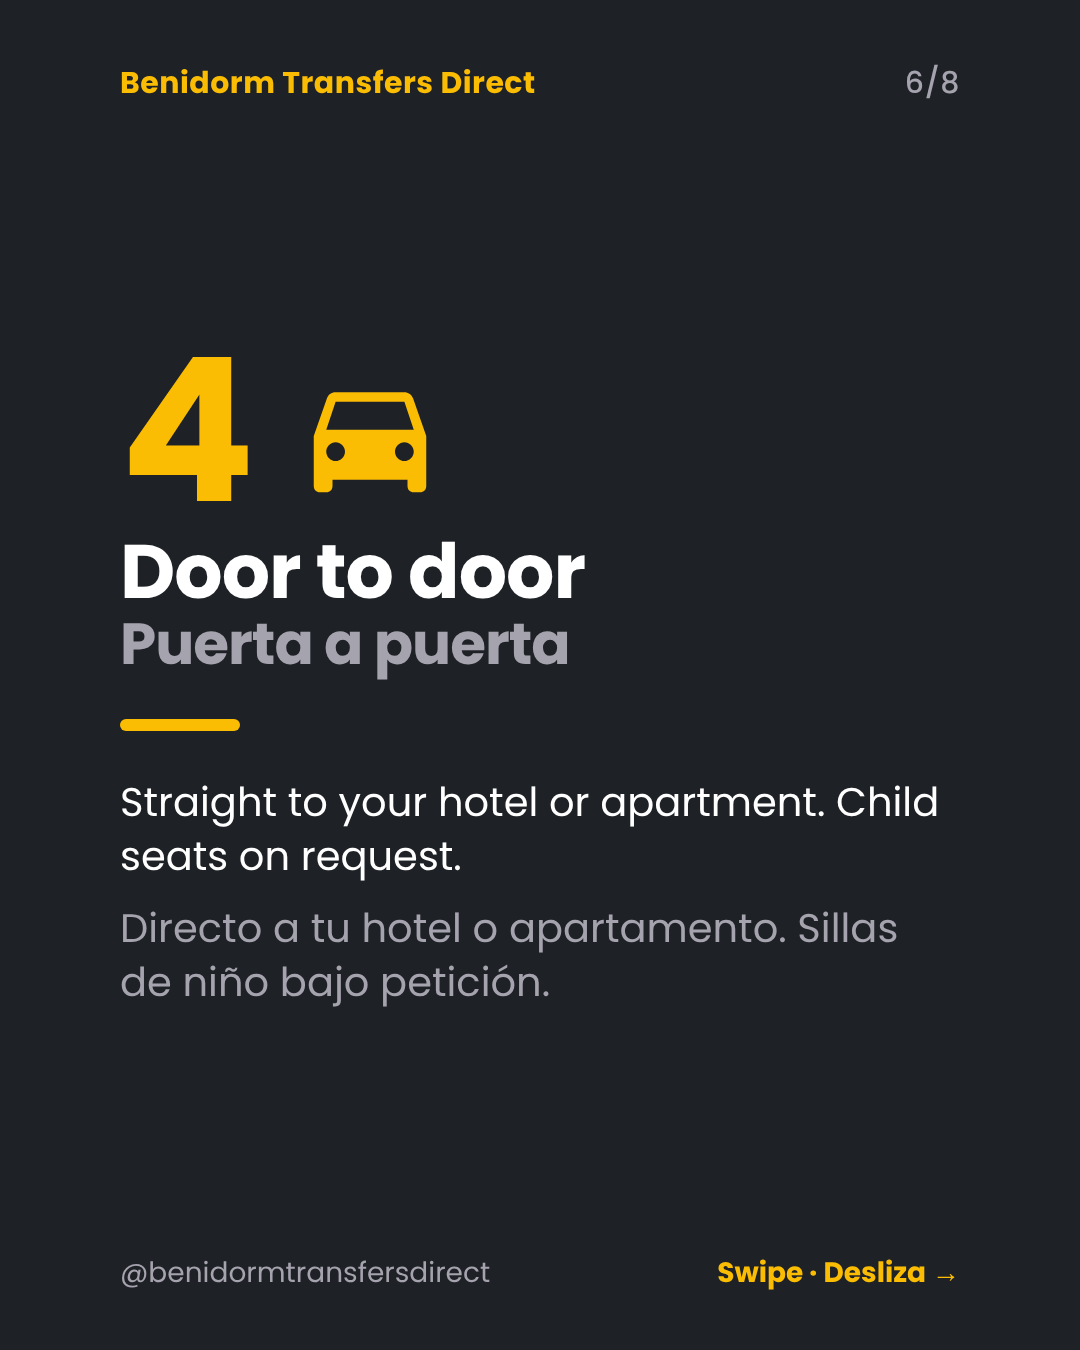 Benidorm Transfers Direct
6/8
4
Door to door
Puerta a puerta
Straight to your hotel or apartment. Child
seats on request.
Directo a tu hotel o apartamento. Sillas
de niño bajo petición.
@benidormtransfersdirect
Swipe · Desliza →